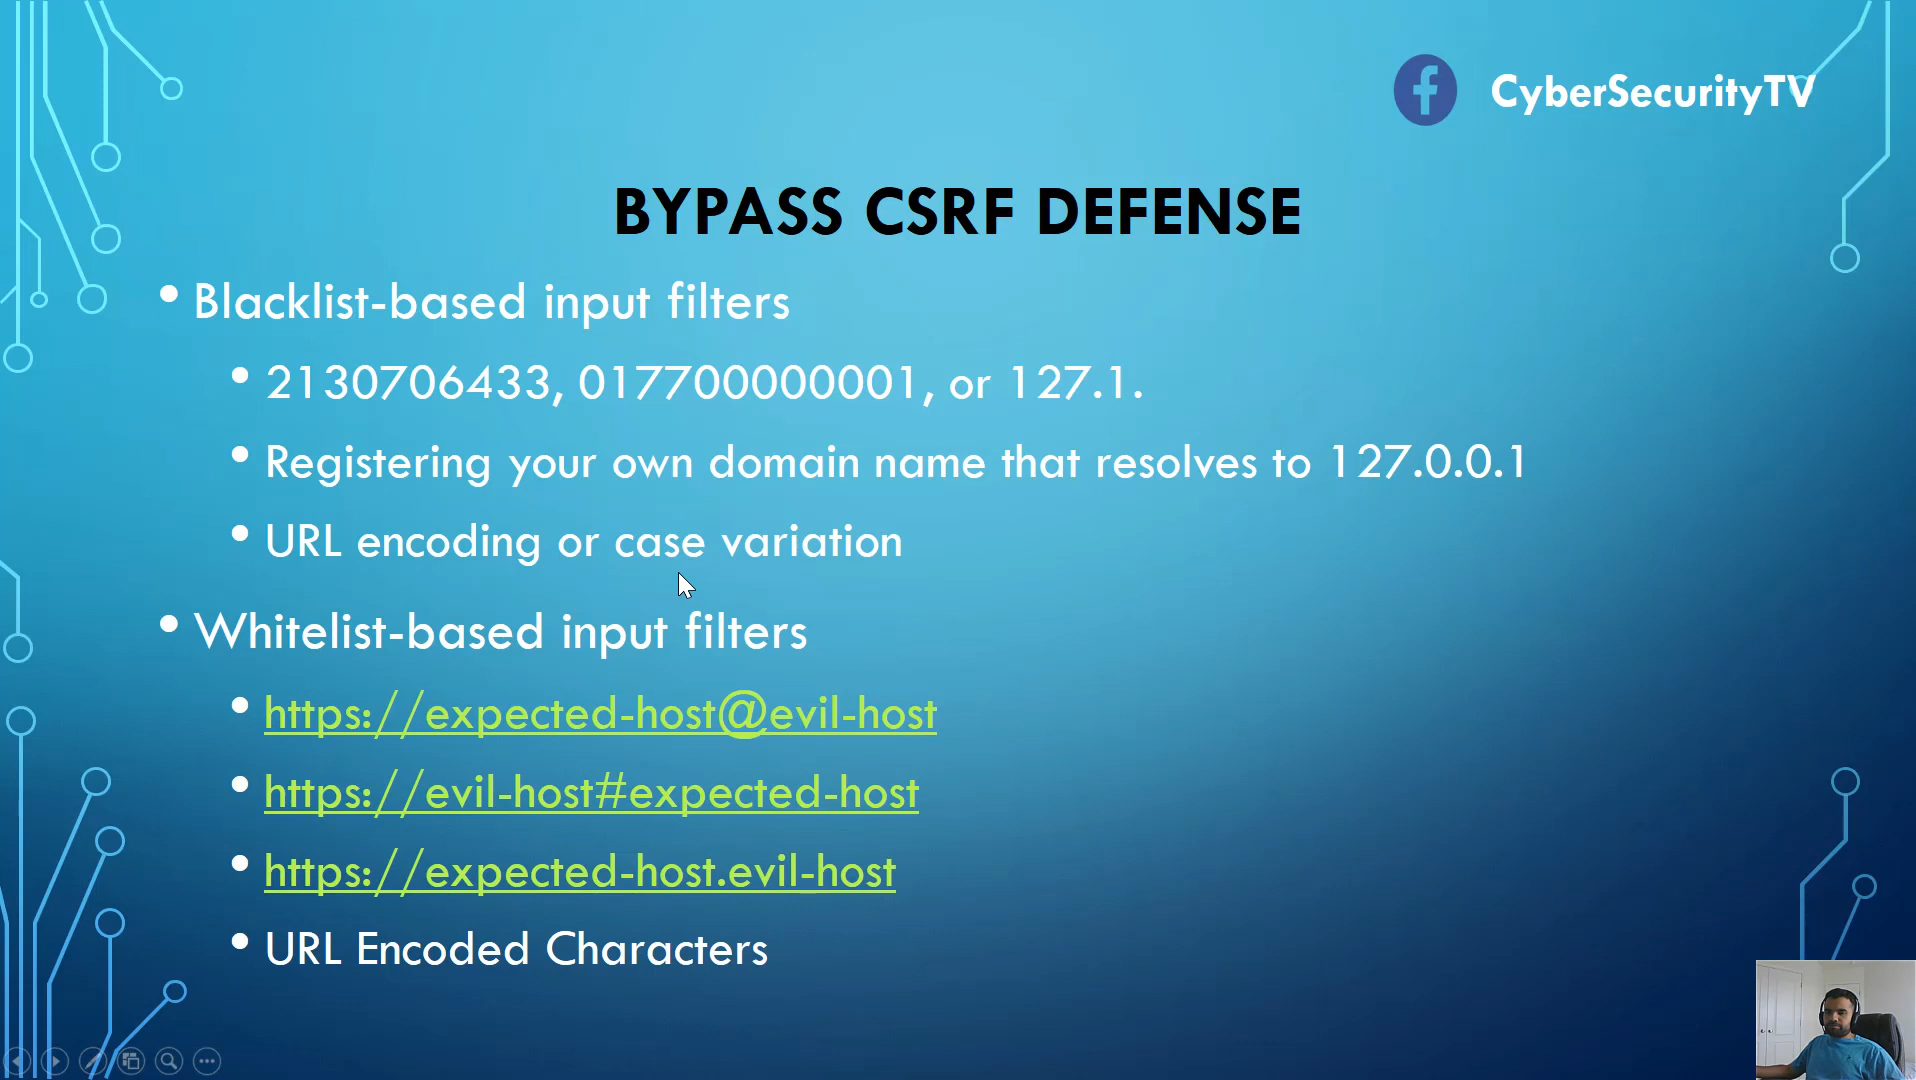 CyberSecurityTV
BYPASS CSRF DEFENSE
• Blacklist-based input filters
• 2130706433, 017700000001, or 127.1.
• Registering your own domain name that resolves to 127.0.0.1
• URL encoding or case variation
• Whitelist-based input filters
• https://expected-host@evil-host
• https://evil-host#expected-host
• https://expected-host.evil-host
• URL Encoded Characters